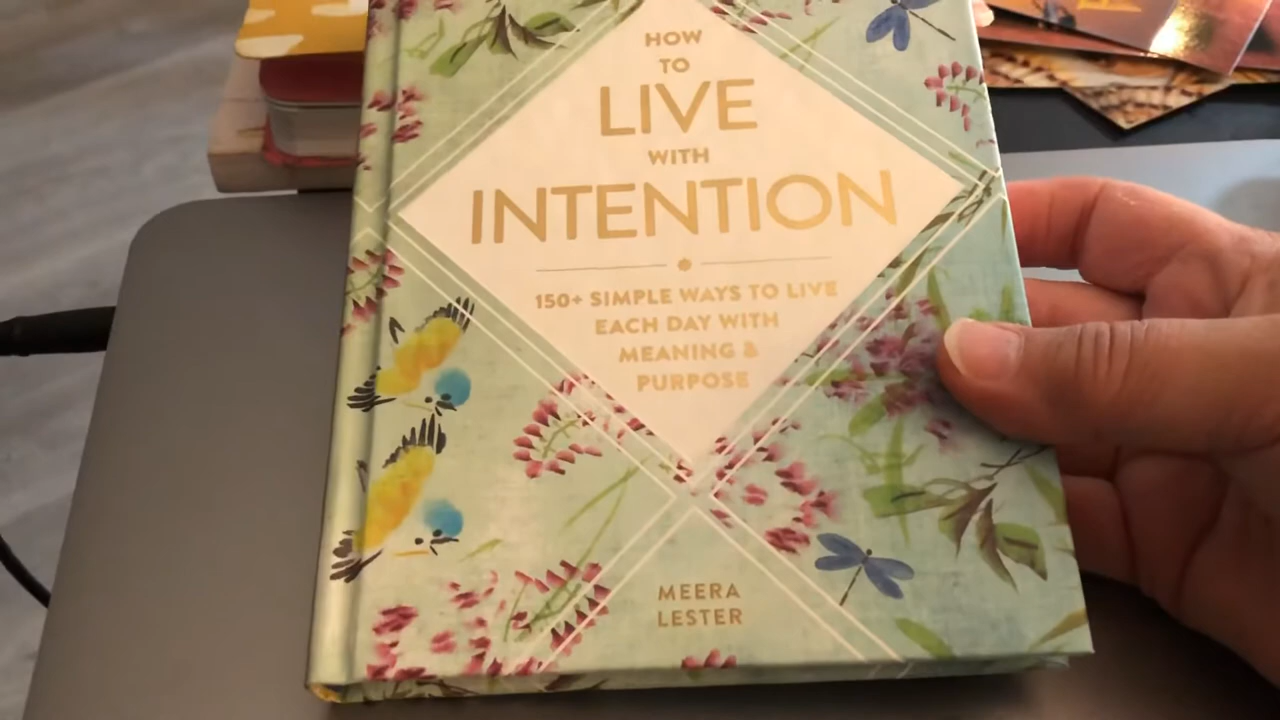 HOW
TO
LIVE
WITH
INTENTION
150+ SIMPLE WAYS TO LIVE
EACH DAY WITH
MEANING &
PURPOSE
MEERA
LESTER